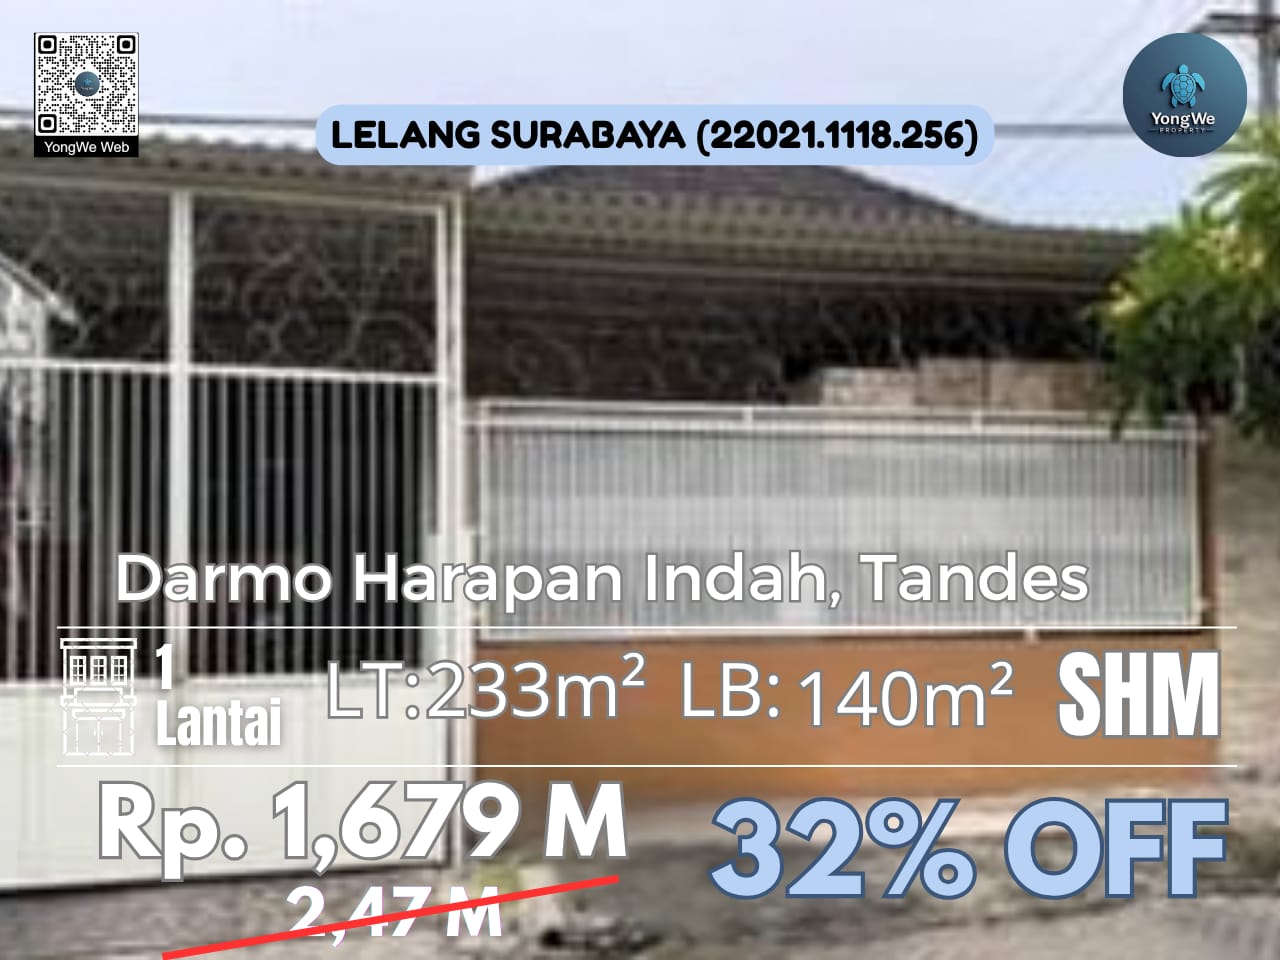 LELANG SURABAYA (22021.1118.256)
YongWe
PROPERTY
YongWe Web
Darmo Harapan Indah, Tandes
1
Lantai
LT:233m²
LB:140m²
SHM
Rp. 1,679 M
32% OFF
2,47 M